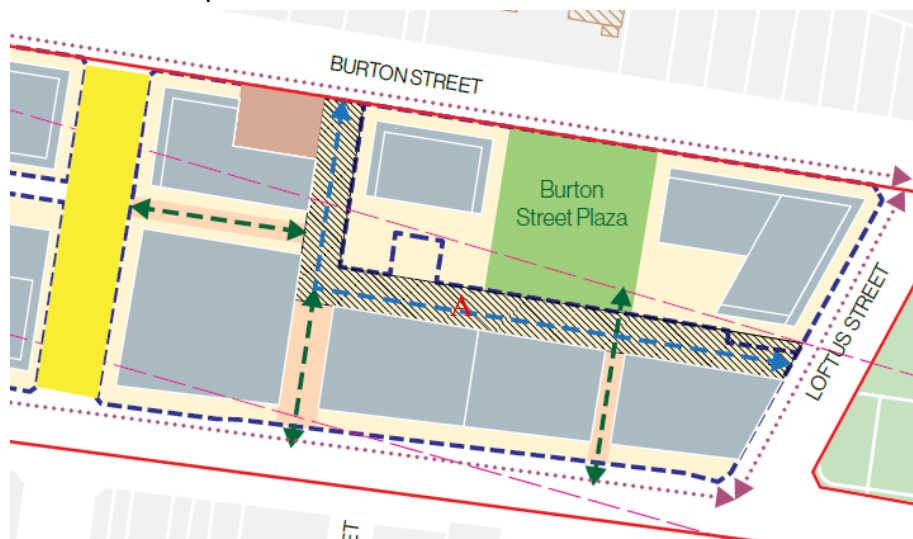 BURTON STREET
Burton
Street Plaza
A
LOFTUS STREET
ET